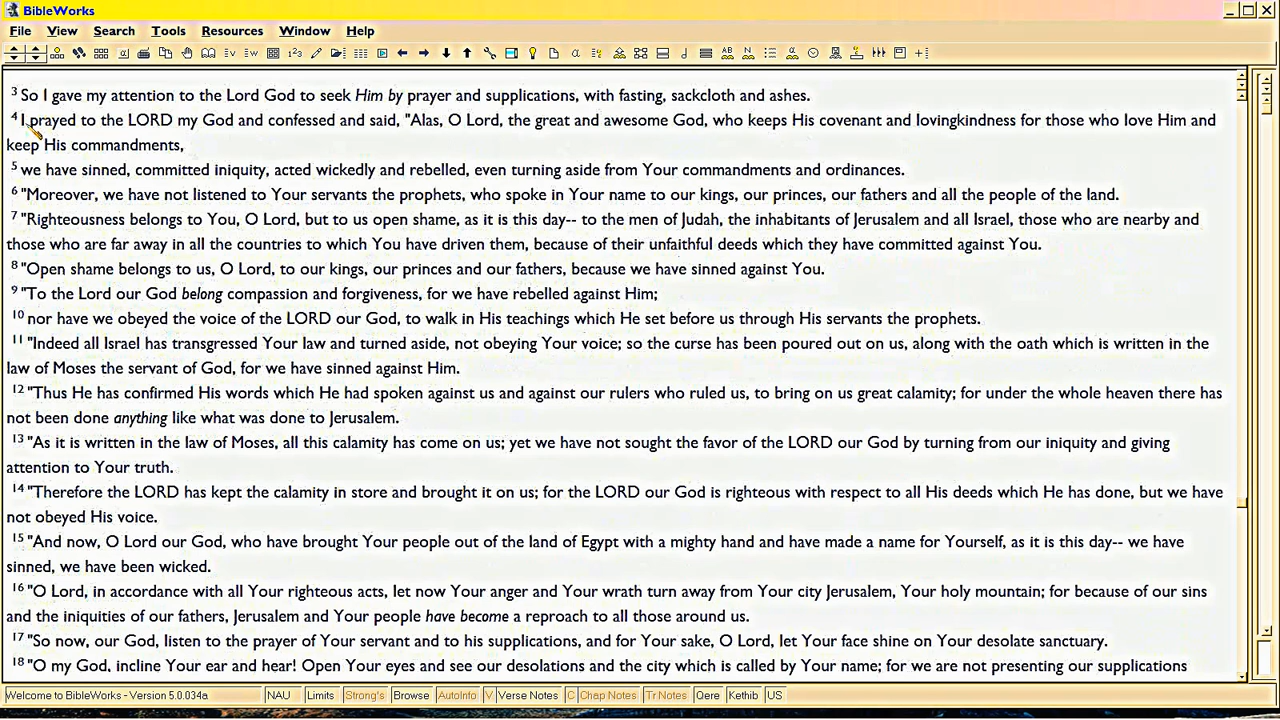 BibleWorks
File View Search Tools Resources Window Help
3 So I gave my attention to the Lord God to seek Him by prayer and supplications, with fasting, sackcloth and ashes.
4 I prayed to the LORD my God and confessed and said, "Alas, O Lord, the great and awesome God, who keeps His covenant and lovingkindness for those who love Him and
keep His commandments,
5 we have sinned, committed iniquity, acted wickedly and rebelled, even turning aside from Your commandments and ordinances.
6 "Moreover, we have not listened to Your servants the prophets, who spoke in Your name to our kings, our princes, our fathers and all the people of the land.
7 "Righteousness belongs to You, O Lord, but to us open shame, as it is this day-- to the men of Judah, the inhabitants of Jerusalem and all Israel, those who are nearby and
those who are far away in all the countries to which You have driven them, because of their unfaithful deeds which they have committed against You.
8 "Open shame belongs to us, O Lord, to our kings, our princes and our fathers, because we have sinned against You.
9 "To the Lord our God belong compassion and forgiveness, for we have rebelled against Him;
10 nor have we obeyed the voice of the LORD our God, to walk in His teachings which He set before us through His servants the prophets.
11 "Indeed all Israel has transgressed Your law and turned aside, not obeying Your voice; so the curse has been poured out on us, along with the oath which is written in the
law of Moses the servant of God, for we have sinned against Him.
12 "Thus He has confirmed His words which He had spoken against us and against our rulers who ruled us, to bring on us great calamity; for under the whole heaven there has
not been done anything like what was done to Jerusalem.
13 "As it is written in the law of Moses, all this calamity has come on us; yet we have not sought the favor of the LORD our God by turning from our iniquity and giving
attention to Your truth.
14 "Therefore the LORD has kept the calamity in store and brought it on us; for the LORD our God is righteous with respect to all His deeds which He has done, but we have
not obeyed His voice.
15 "And now, O Lord our God, who have brought Your people out of the land of Egypt with a mighty hand and have made a name for Yourself, as it is this day-- we have
sinned, we have been wicked.
16 "O Lord, in accordance with all Your righteous acts, let now Your anger and Your wrath turn away from Your city Jerusalem, Your holy mountain; for because of our sins
and the iniquities of our fathers, Jerusalem and Your people have become a reproach to all those around us.
17 "So now, our God, listen to the prayer of Your servant and to his supplications, and for Your sake, O Lord, let Your face shine on Your desolate sanctuary.
18 "O my God, incline Your ear and hear! Open Your eyes and see our desolations and the city which is called by Your name; for we are not presenting our supplications
Welcome to BibleWorks - Version 5.0.034a NAU Limits Strong's Browse AutoInfo V Verse Notes C Chap Notes Tr Notes Qere Kethib US